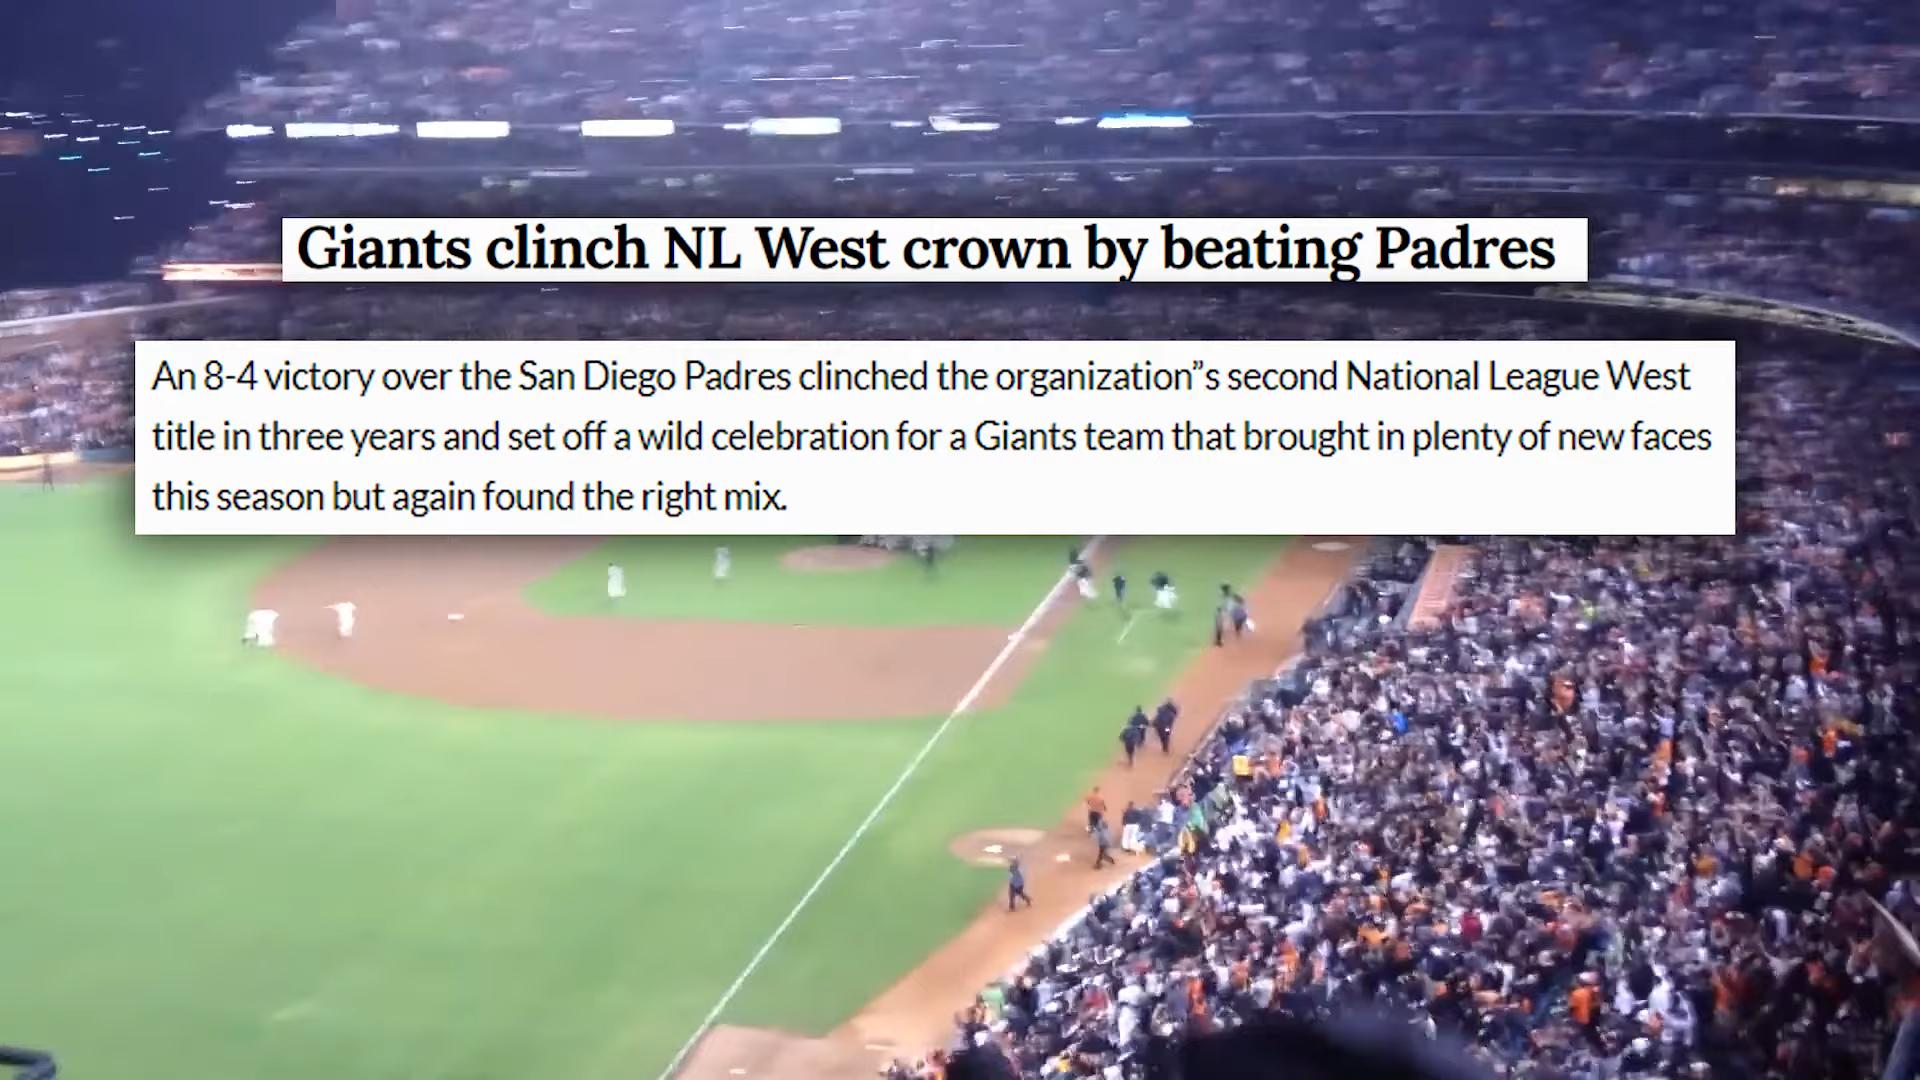 Giants clinch NL West crown by beating Padres
An 8-4 victory over the San Diego Padres clinched the organization”s second National League West
title in three years and set off a wild celebration for a Giants team that brought in plenty of new faces
this season but again found the right mix.